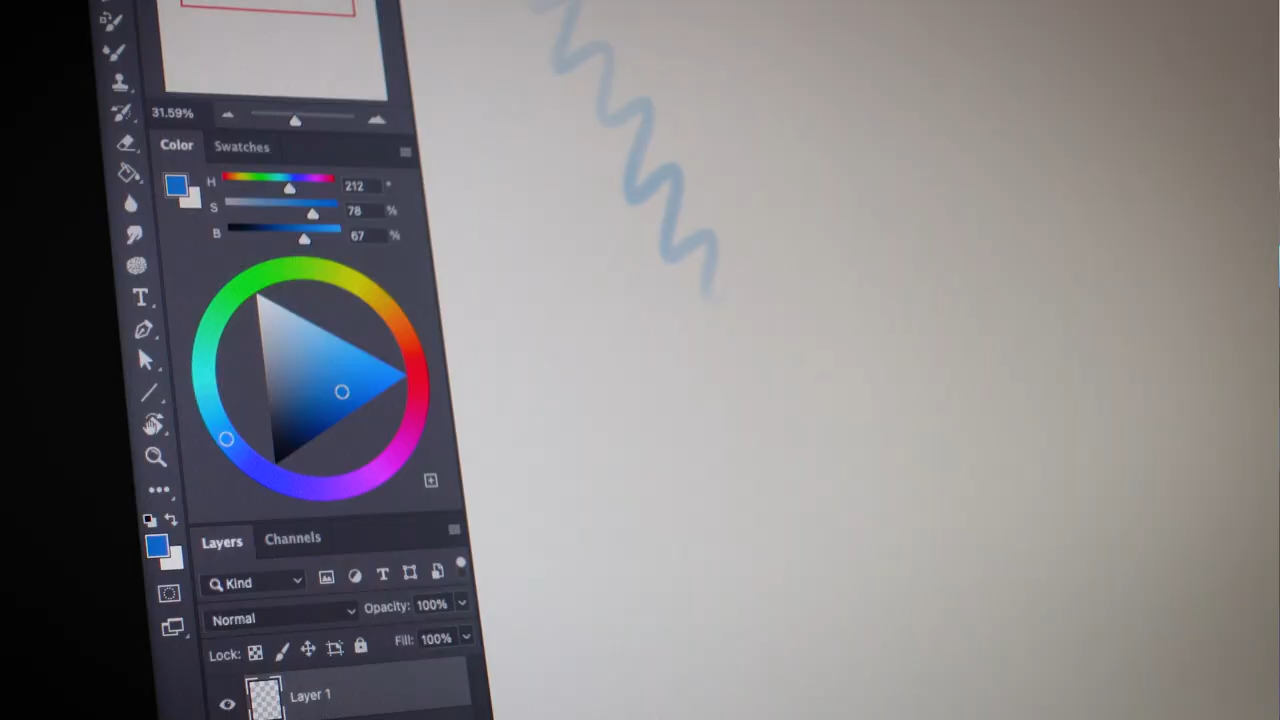 31.59%
Color Swatches
H 212 °
S 78 %
B 67 %
T
Layers Channels
Kind T
Normal Opacity: 100%
Lock: Fill: 100%
Layer 1